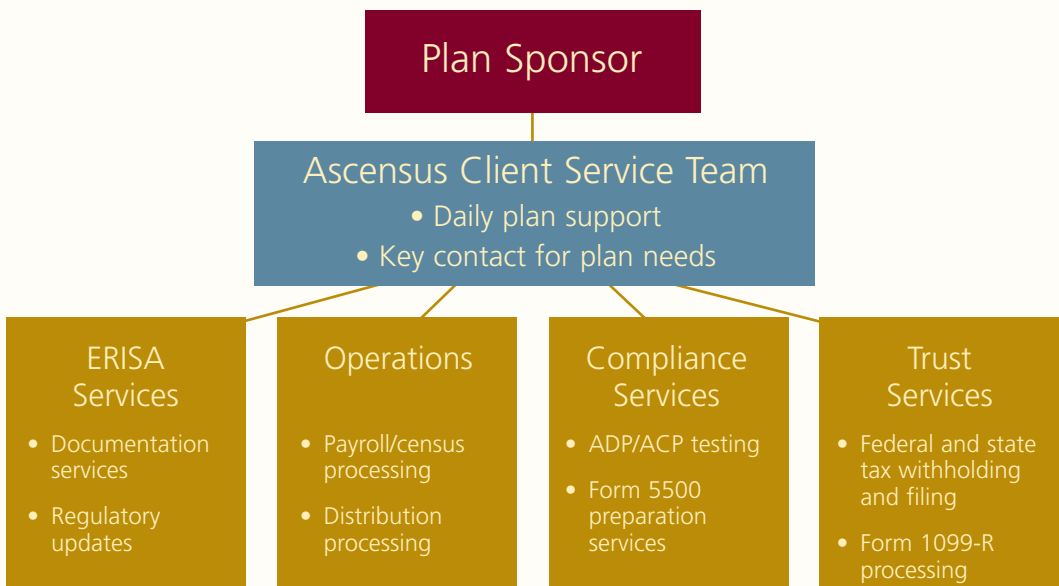 Plan Sponsor
Ascensus Client Service Team
• Daily plan support
• Key contact for plan needs
ERISA
Services
• Documentation
services
• Regulatory
updates
Operations
• Payroll/census
processing
• Distribution
processing
Compliance
Services
• ADP/ACP testing
• Form 5500
preparation
services
Trust
Services
• Federal and state
tax withholding
and filing
• Form 1099-R
processing